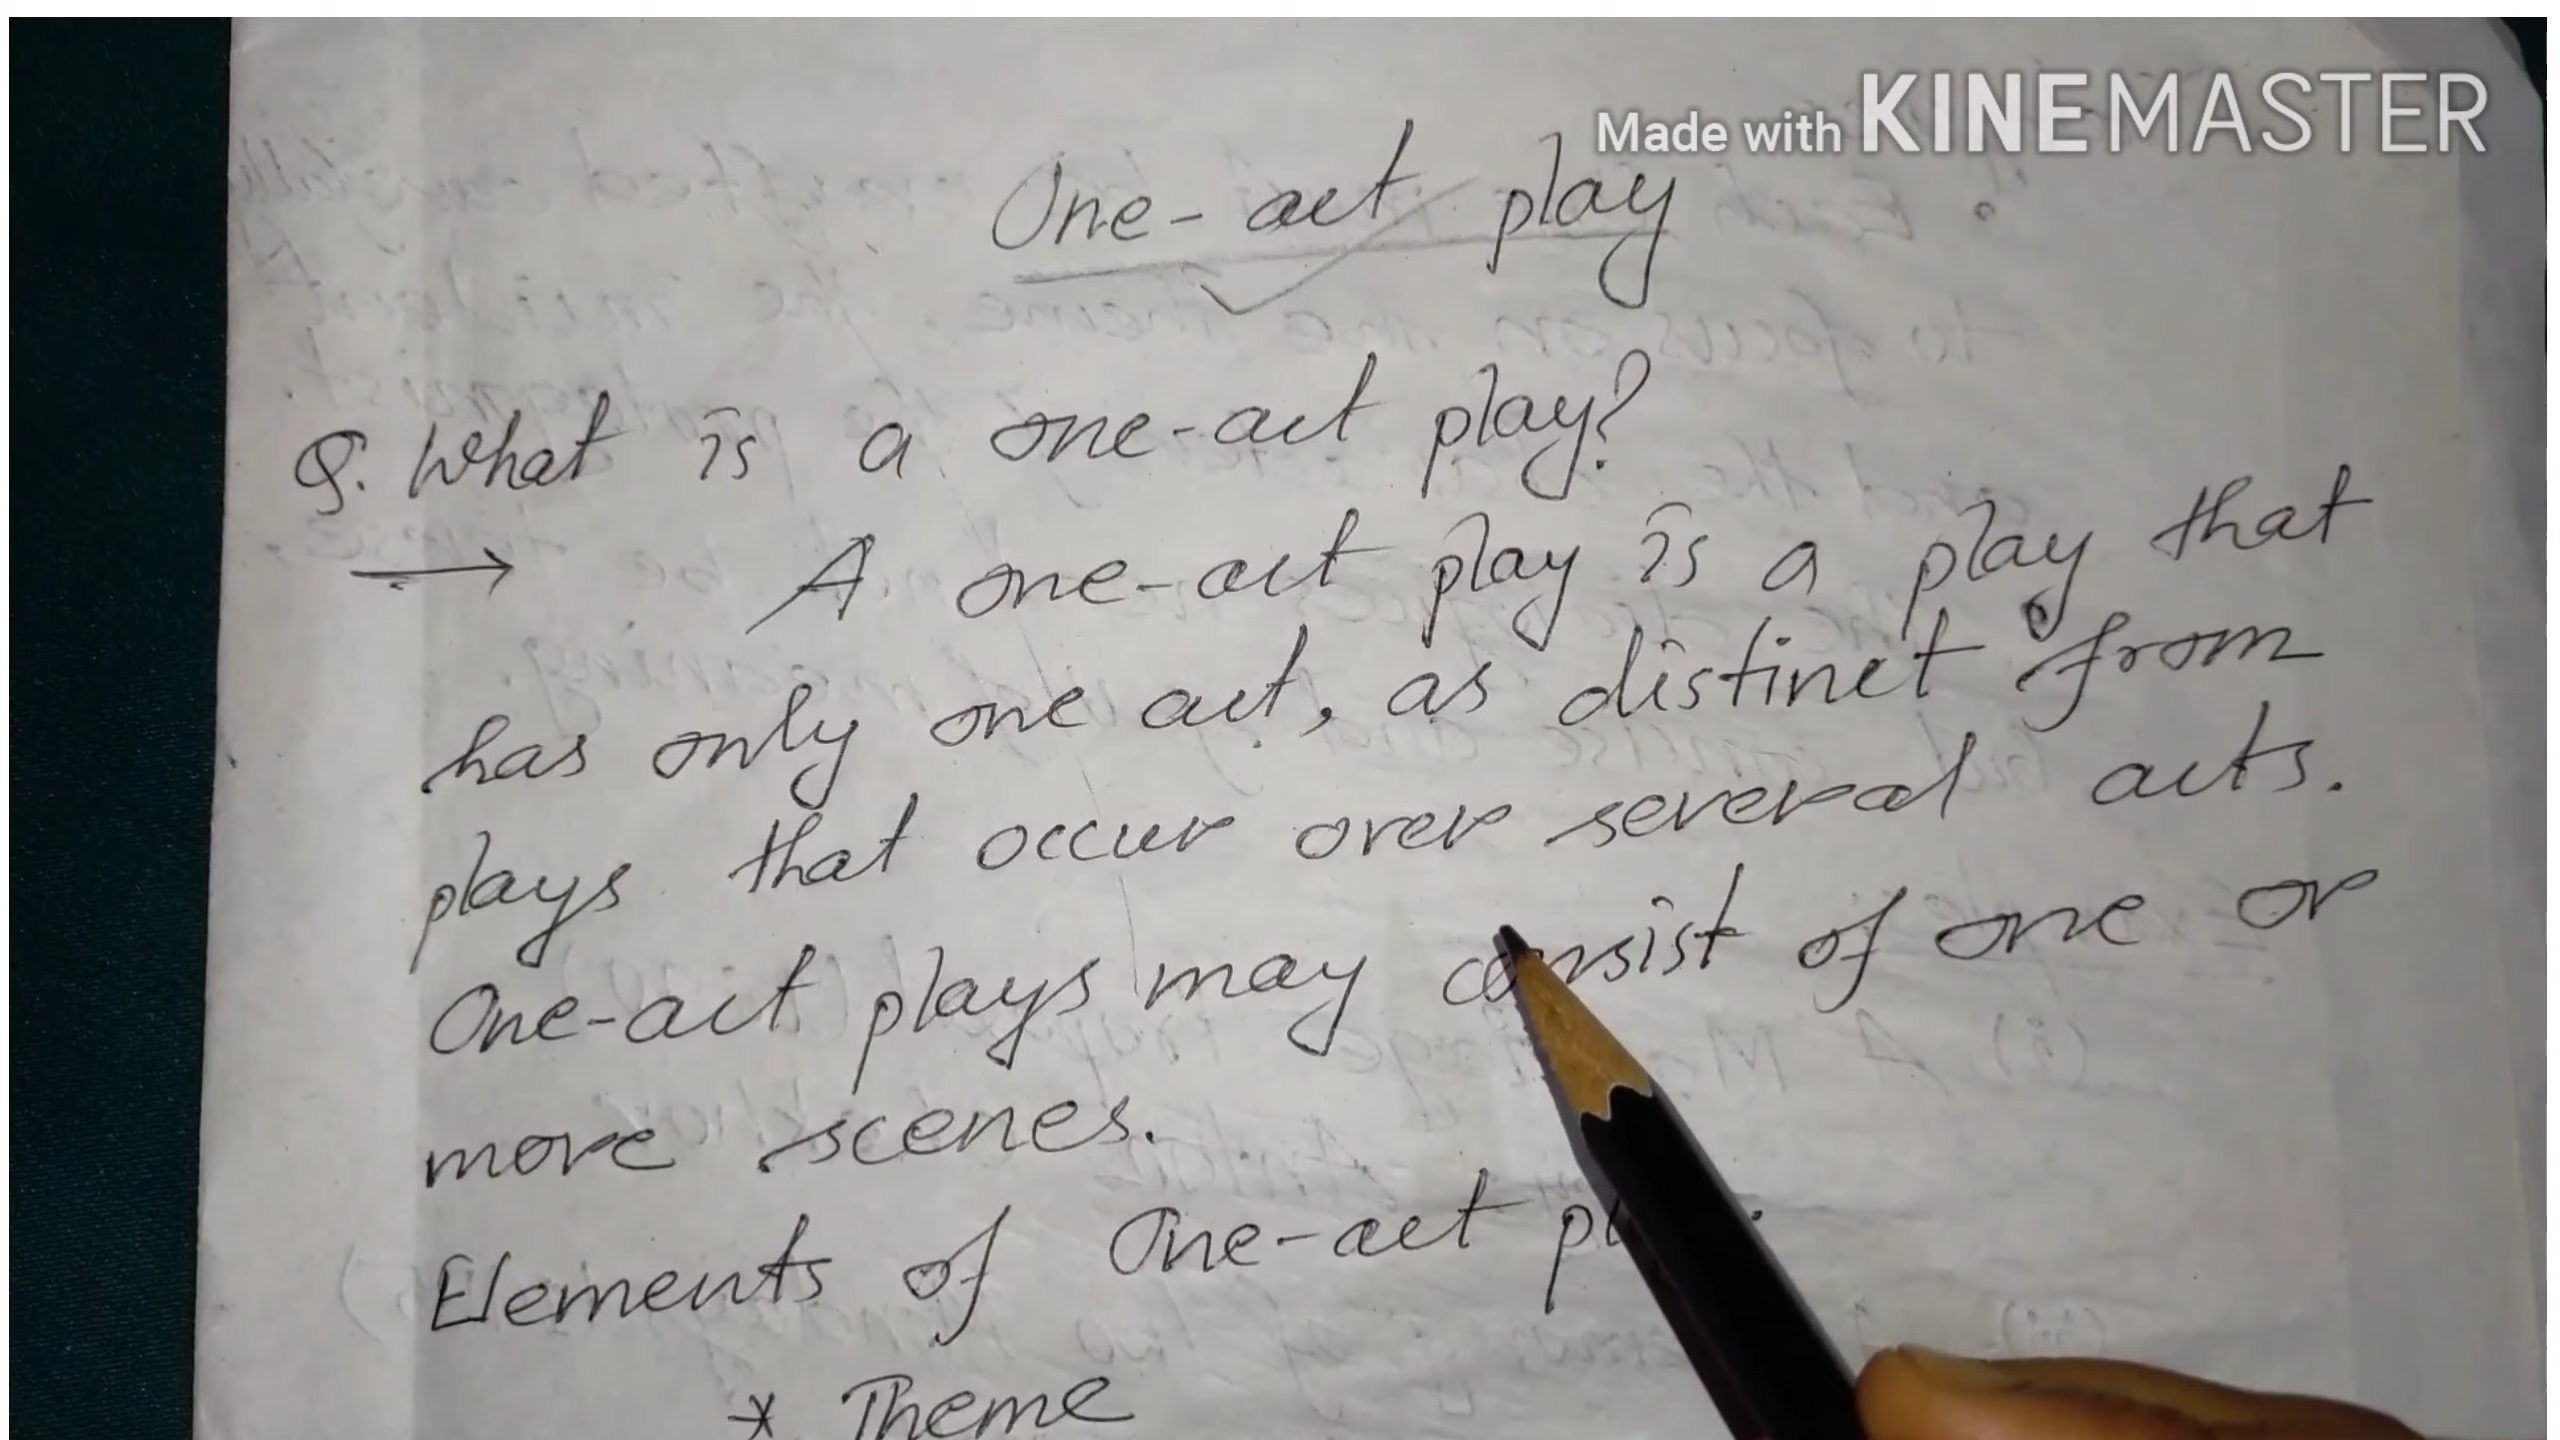 Made with KINEMASTER
One-act play
Q. What is a one-act play?
→ A one-act play is a play that
has only one act, as distinct from
plays that occur over several acts.
One-act plays may consist of one or
more scenes.
Elements of One-act
* Theme